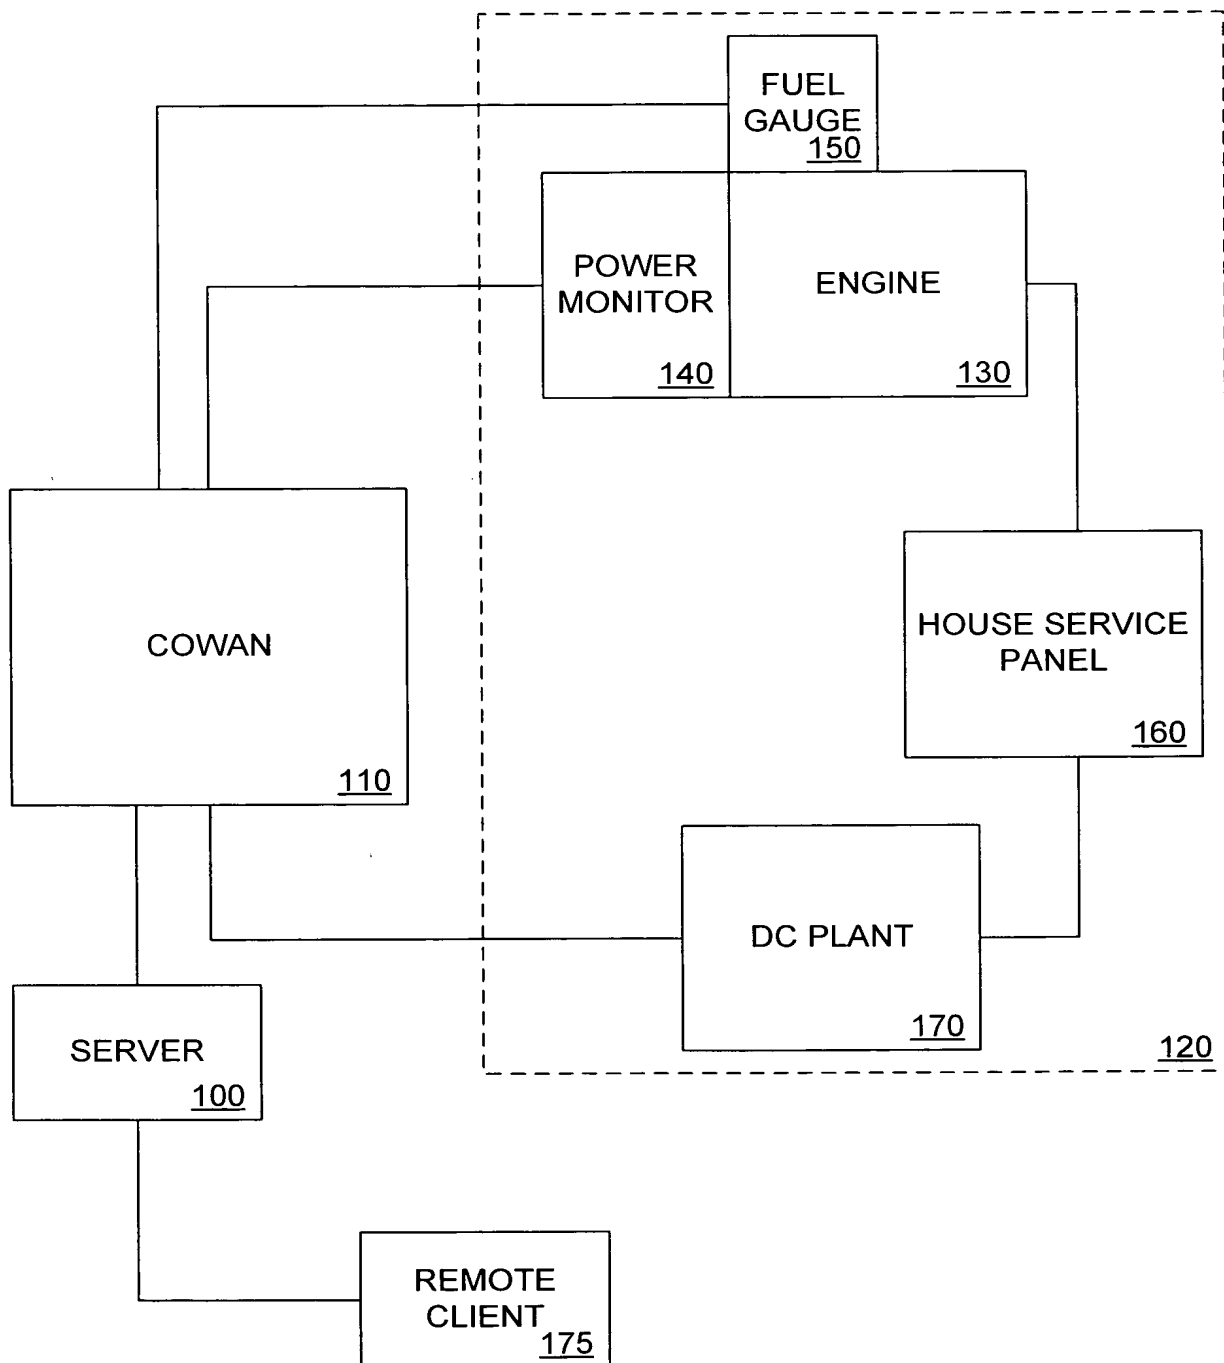 FUEL
GAUGE
150
POWER
MONITOR
140
ENGINE
130
COWAN
110
HOUSE SERVICE
PANEL
160
DC PLANT
170
120
SERVER
100
REMOTE
CLIENT
175